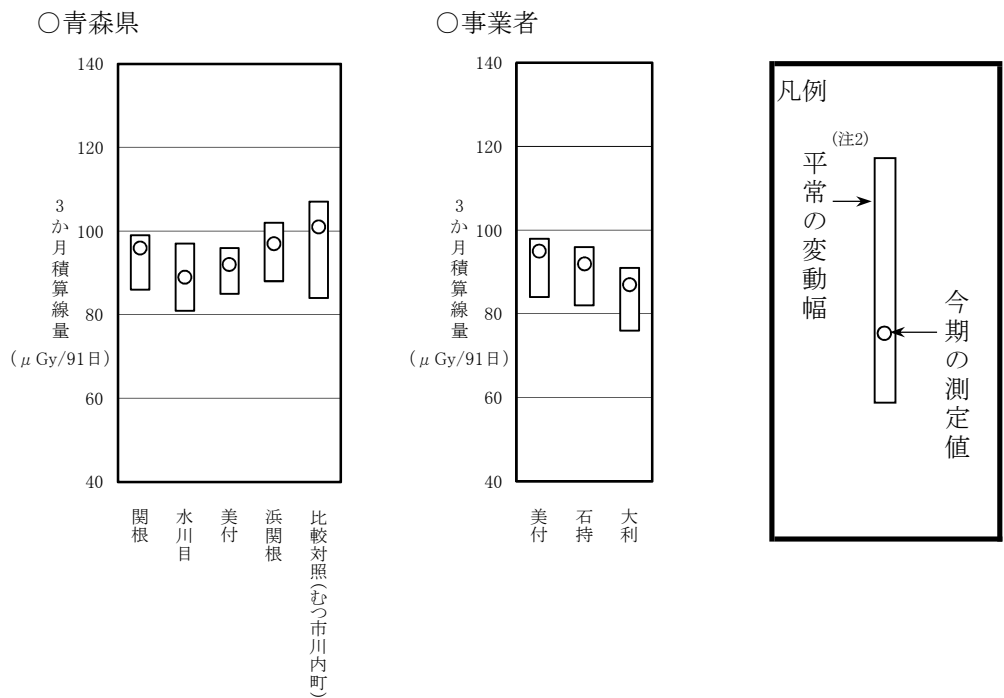 ○青森県
140
120
100
80
60
40
3か月積算線量
(μGy/91日)
関根
水川目
美付
浜関根
比較対照(むつ市川内町)
○事業者
140
120
100
80
60
40
3か月積算線量
(μGy/91日)
美付
石持
大利
凡例
(注2)
平常の変動幅
今期の測定値